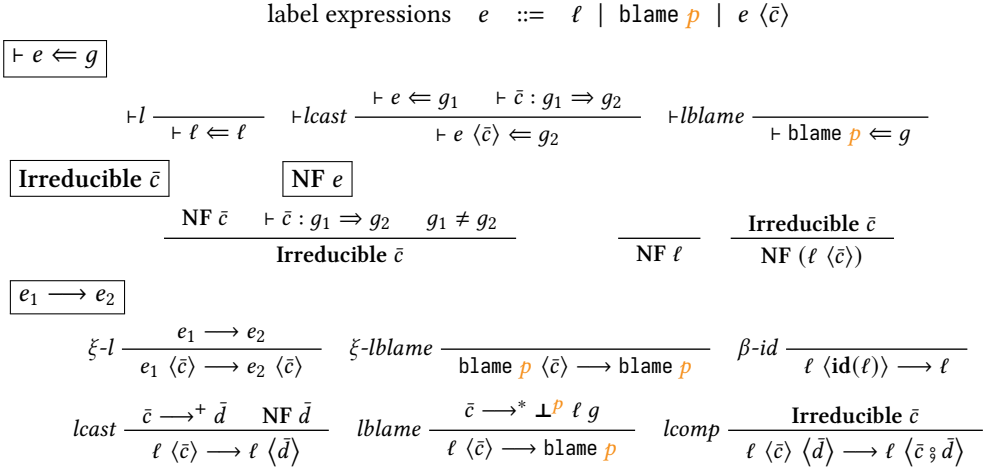 label expressions e ::= ℓ | blame p | e ⟨c̄⟩
⊢ e ⇐ g
⊢l ⊢ ℓ ⇐ ℓ
⊢lcast ⊢ e ⇐ g₁ ⊢ c̄ : g₁ ⇒ g₂
⊢ e ⟨c̄⟩ ⇐ g₂
⊢lblame ⊢ blame p ⇐ g
Irreducible c̄ NF e
NF c̄ ⊢ c̄ : g₁ ⇒ g₂ g₁ ≠ g₂
Irreducible c̄
NF ℓ
Irreducible c̄
NF (ℓ ⟨c̄⟩)
e₁ ⟶ e₂
ξ-l e₁ ⟶ e₂
e₁ ⟨c̄⟩ ⟶ e₂ ⟨c̄⟩
ξ-lblame blame p ⟨c̄⟩ ⟶ blame p
β-id ℓ ⟨id(ℓ)⟩ ⟶ ℓ
lcast c̄ ⟶⁺ d̄ NF d̄
ℓ ⟨c̄⟩ ⟶ ℓ ⟨d̄⟩
lblame c̄ ⟶* ⊥ᵖ ℓ g
ℓ ⟨c̄⟩ ⟶ blame p
lcomp Irreducible c̄
ℓ ⟨c̄⟩ ⟨d̄⟩ ⟶ ℓ ⟨c̄ ⨟ d̄⟩